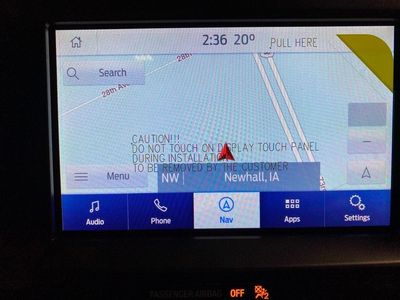 2:36 20°
PULL HERE
28th
Search
28th Ave
CAUTION!!!
DO NOT TOUCH ON DISPLAY TOUCH PANEL
DURING INSTALLATION
TO BE REMOVED BY THE CUSTOMER
Menu
NW
Newhall, IA
Audio
Phone
Nav
Apps
Settings
PASSENGER AIRBAG OFF